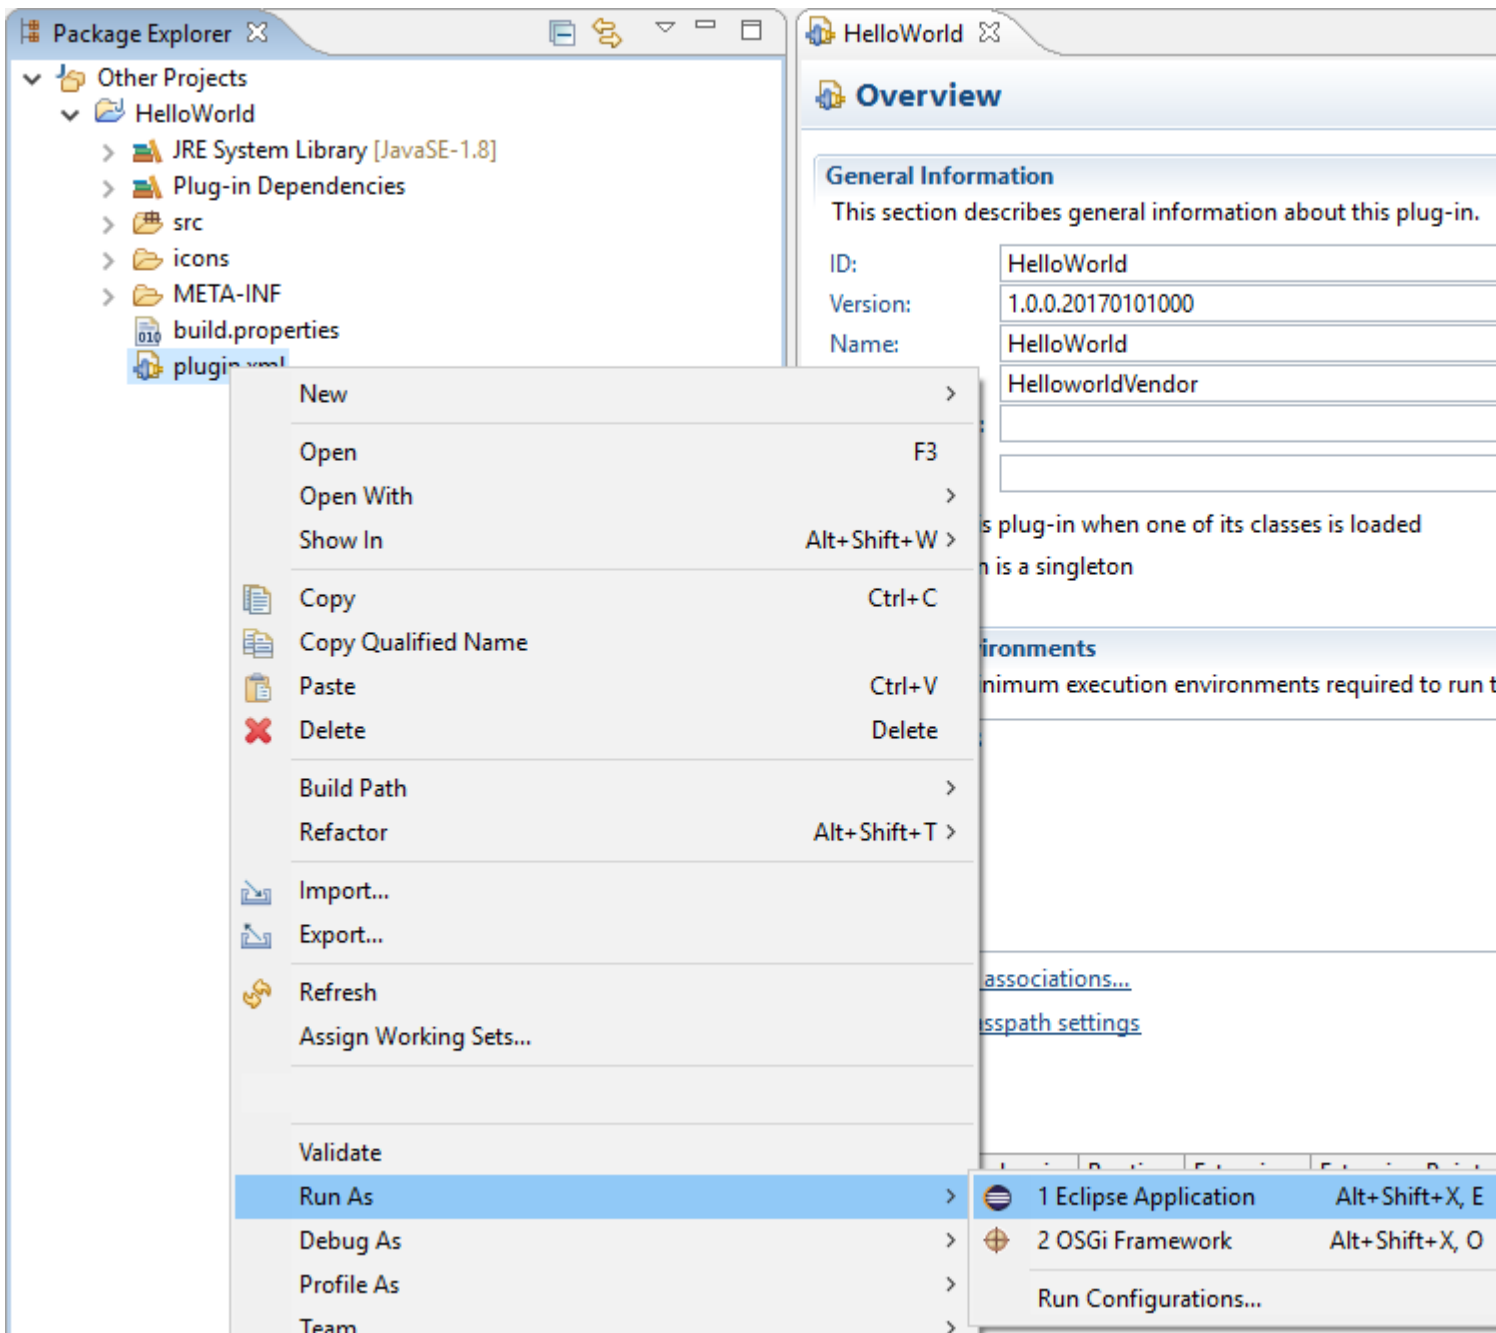 Package Explorer
Other Projects
HelloWorld
JRE System Library [JavaSE-1.8]
Plug-in Dependencies
src
icons
META-INF
build.properties
plugin.xml
New
Open F3
Open With
Show In Alt+Shift+W
Copy Ctrl+C
Copy Qualified Name
Paste Ctrl+V
Delete Delete
Build Path
Refactor Alt+Shift+T
Import...
Export...
Refresh
Assign Working Sets...
Validate
Run As
Debug As
Profile As
Team
1 Eclipse Application Alt+Shift+X, E
2 OSGi Framework Alt+Shift+X, O
Run Configurations...
HelloWorld
Overview
General Information
This section describes general information about this plug-in.
ID: HelloWorld
Version: 1.0.0.20170101000
Name: HelloWorld
HelloworldVendor
s plug-in when one of its classes is loaded
n is a singleton
ironments
nimum execution environments required to run t
associations...
sspath settings